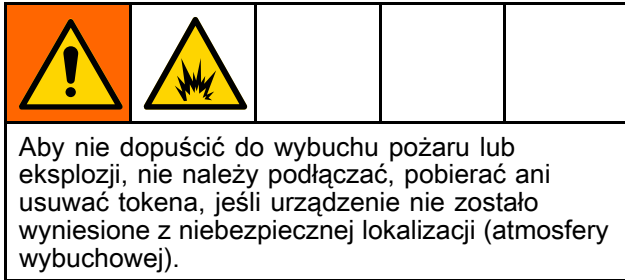 Aby nie dopuścić do wybuchu pożaru lub
eksplozji, nie należy podłączać, pobierać ani
usuwać tokena, jeśli urządzenie nie zostało
wyniesione z niebezpiecznej lokalizacji (atmosfery
wybuchowej).